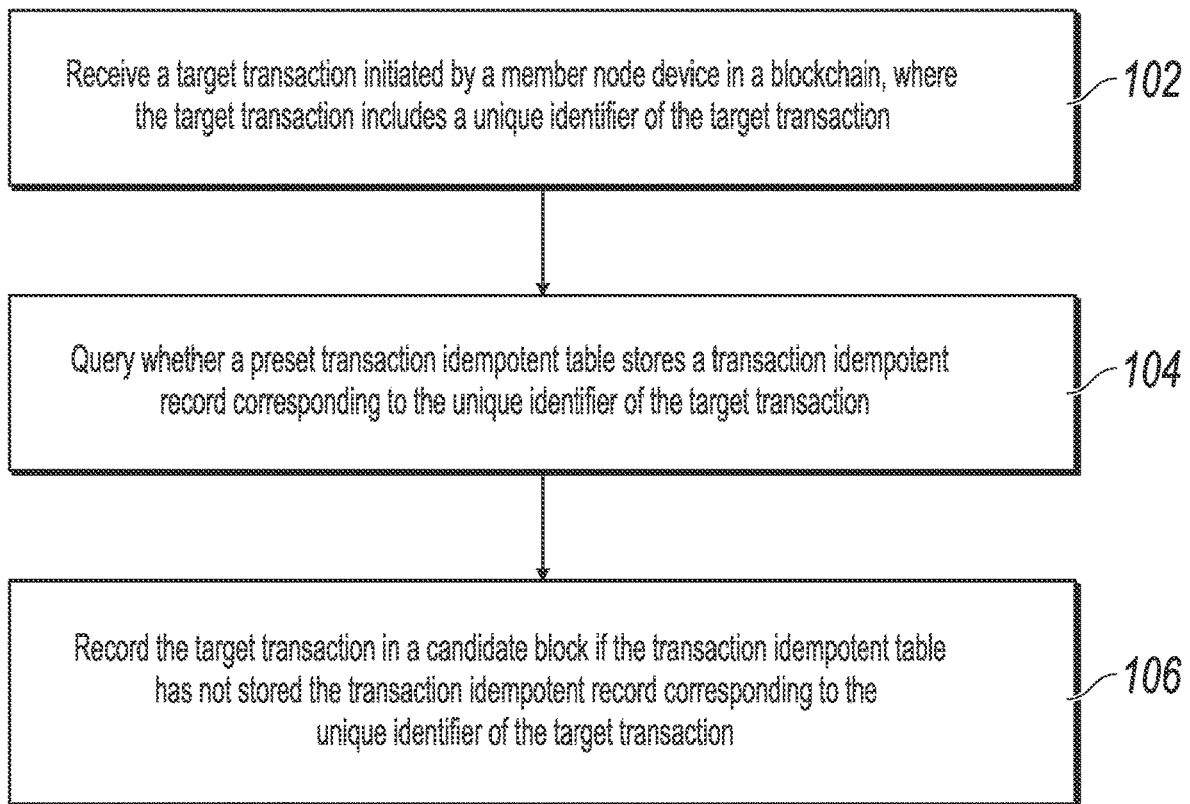 Receive a target transaction initiated by a member node device in a blockchain, where
the target transaction includes a unique identifier of the target transaction
102
Query whether a preset transaction idempotent table stores a transaction idempotent
record corresponding to the unique identifier of the target transaction
104
Record the target transaction in a candidate block if the transaction idempotent table
has not stored the transaction idempotent record corresponding to the
unique identifier of the target transaction
106